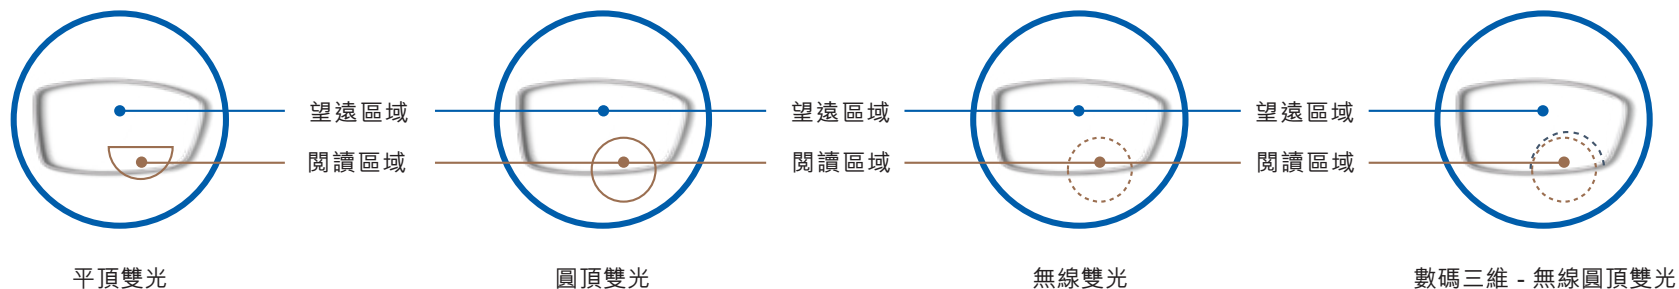 望遠區域 望遠區域 望遠區域
閱讀區域 閱讀區域 閱讀區域
平頂雙光 圓頂雙光 無線雙光 數碼三維 - 無線圓頂雙光